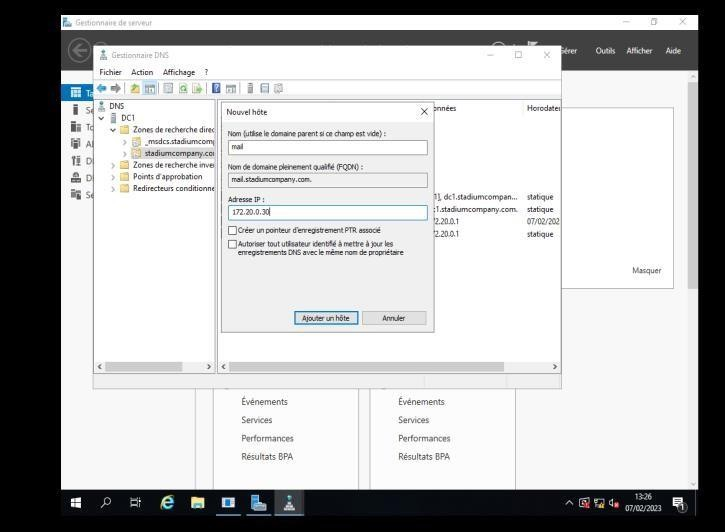 Gestionnaire de serveur
Gérer Outils Afficher Aide
Gestionnaire DNS
Fichier Action Affichage ?
DNS
DC1
Zones de recherche direc
_msdcs.stadiumcomp
stadiumcompany.co
Zones de recherche inve
Points d'approbation
Redirecteurs conditionne
onnées Horodate
1], dc1.stadiumcompan... statique
:1.stadiumcompany.com. statique
2.20.0.1 07/02/202
2.20.0.1 statique
Nouvel hôte
Nom (utilise le domaine parent si ce champ est vide) :
mail
Nom de domaine pleinement qualifié (FQDN) :
mail.stadiumcompany.com.
Adresse IP :
172.20.0.30
Créer un pointeur d'enregistrement PTR associé
Autoriser tout utilisateur identifié à mettre à jour les
enregistrements DNS avec le même nom de propriétaire
Ajouter un hôte Annuler
Masquer
Événements Événements
Services Services
Performances Performances
Résultats BPA Résultats BPA
13:26
07/02/2023